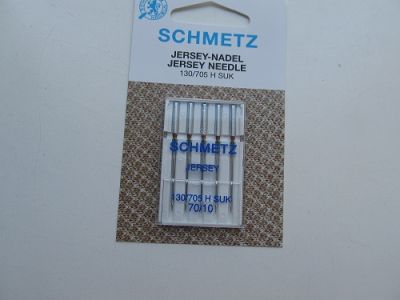 SCHMETZ
JERSEY-NADEL
JERSEY NEEDLE
130/705 H SUK
SCHMETZ
JERSEY
130/705 H SUK
70/10